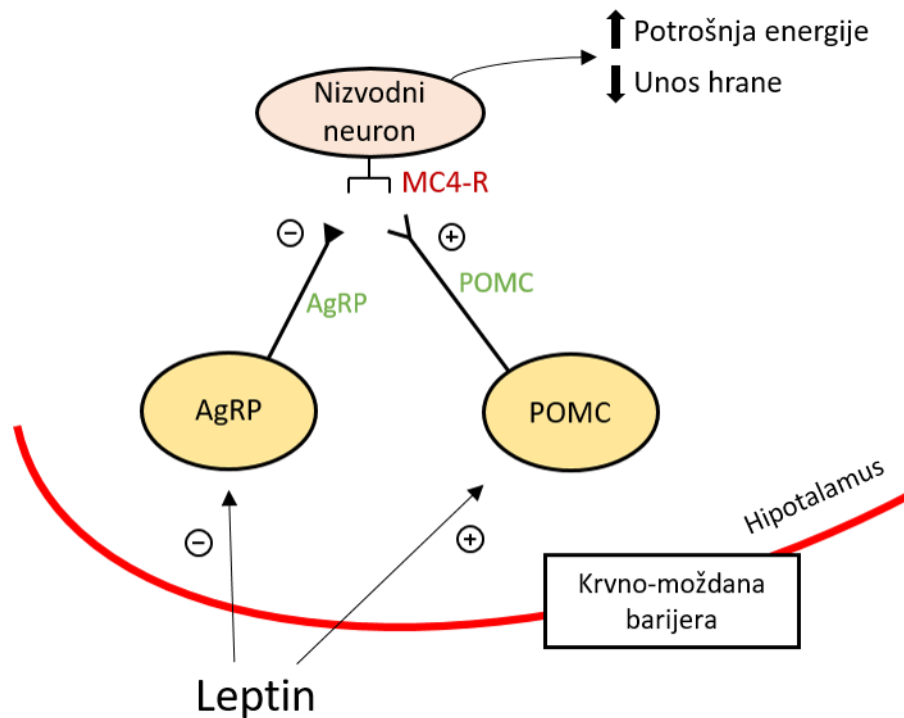 Potrošnja energije
Unos hrane
Nizvodni
neuron
MC4-R
−
+
POMC
AgRP
AgRP
POMC
Hipotalamus
−
+
Krvno-moždana
barijera
Leptin